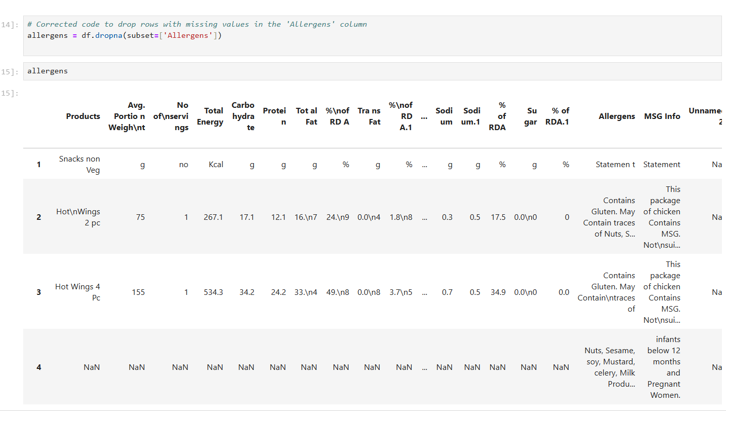 14]:
# Corrected code to drop rows with missing values in the 'Allergens' column
allergens = df.dropna(subset=['Allergens'])
15]:
allergens
15]:
Products Avg. Portio n Weigh\nt No of\nservi ngs Total Energy Carbo hydra te Protei n Tot al Fat %\nof RD A Tra ns Fat %\nof RD A.1 ... Sodi um Sodi um.1 % of RDA Su gar % of RDA.1 Allergens MSG Info Unname 2
1 Snacks non Veg g no Kcal g g g % g % ... g g % g % Statemen t Statement Na
2 Hot\nWings 2 pc 75 1 267.1 17.1 12.1 16.\n7 24.\n9 0.0\n4 1.8\n8 ... 0.3 0.5 17.5 0.0\n0 0 Contains Gluten. May Contain traces of Nuts, S... This package of chicken Contains MSG. Not\nsui... Na
3 Hot Wings 4 Pc 155 1 534.3 34.2 24.2 33.\n4 49.\n8 0.0\n8 3.7\n5 ... 0.7 0.5 34.9 0.0\n0 0.0 Contains Gluten. May Contain\ntraces of This package of chicken Contains MSG. Not\nsui... Na
4 NaN NaN NaN NaN NaN NaN NaN NaN NaN NaN ... NaN NaN NaN NaN NaN Nuts, Sesame, soy, Mustard, celery, Milk Produ... infants below 12 months and Pregnant Women. Na